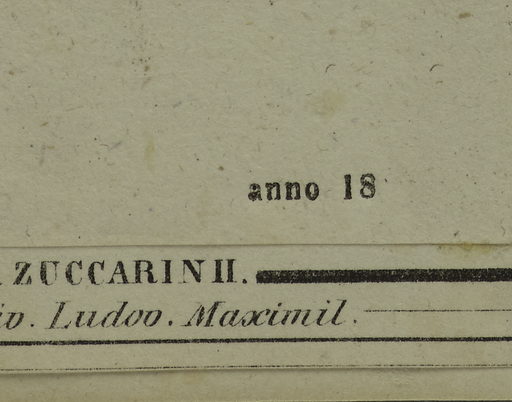 anno 18
ZUCCARINII.
Ludov. Maximil.